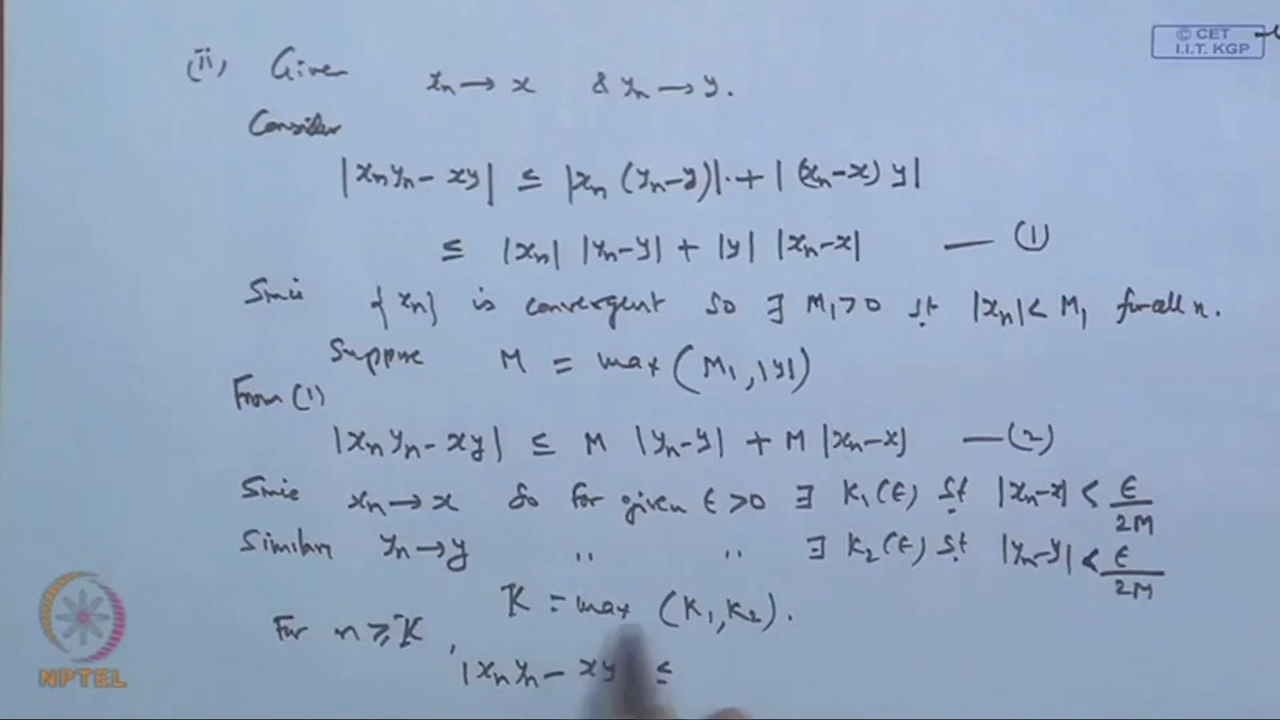 © CET
I.I.T. KGP
(ii) Given xₙ → x & yₙ → y.
Consider
|xₙyₙ - xy| ≤ |xₙ (yₙ-y)| + |(xₙ-x) y|
≤ |xₙ| |yₙ-y| + |y| |xₙ-x| — (1)
Since {xₙ} is convergent so ∃ M₁>0 st |xₙ|< M₁ for all n.
Suppose M = max (M₁, |y|)
From (1)
|xₙyₙ - xy| ≤ M |yₙ-y| + M |xₙ-x| — (2)
Since xₙ → x So for given ϵ >0 ∃ K₁(ϵ) St |xₙ-x| < ϵ/2M
Similarly yₙ → y " " ∃ K₂(ϵ) St |yₙ-y| < ϵ/2M
K = max (K₁, K₂).
For n ≥ K,
|xₙyₙ - xy ≤
NPTEL